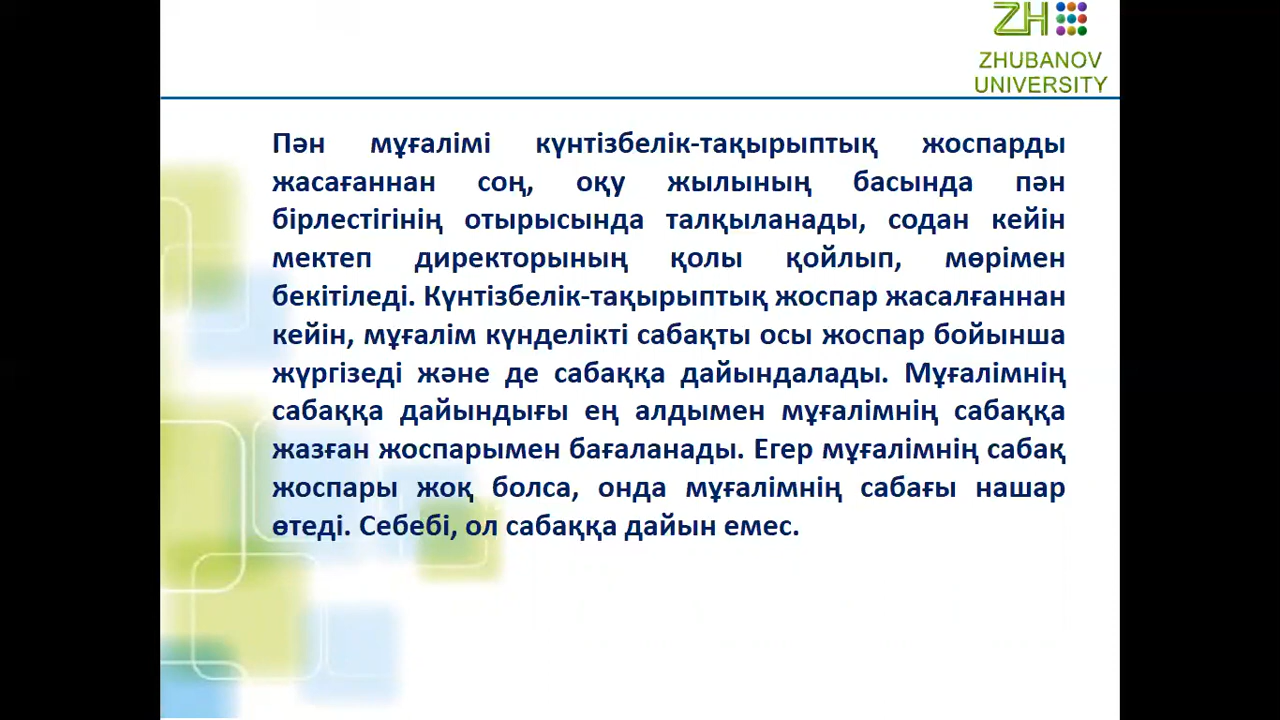 ZH
ZHUBANOV
UNIVERSITY
Пән мұғалімі күнтізбелік-тақырыптық жоспарды
жасағаннан соң, оқу жылының басында пән
бірлестігінің отырысында талқыланады, содан кейін
мектеп директорының қолы қойлып, мөрімен
бекітіледі. Күнтізбелік-тақырыптық жоспар жасалғаннан
кейін, мұғалім күнделікті сабақты осы жоспар бойынша
жүргізеді және де сабаққа дайындалады. Мұғалімнің
сабаққа дайындығы ең алдымен мұғалімнің сабаққа
жазған жоспарымен бағаланады. Егер мұғалімнің сабақ
жоспары жоқ болса, онда мұғалімнің сабағы нашар
өтеді. Себебі, ол сабаққа дайын емес.